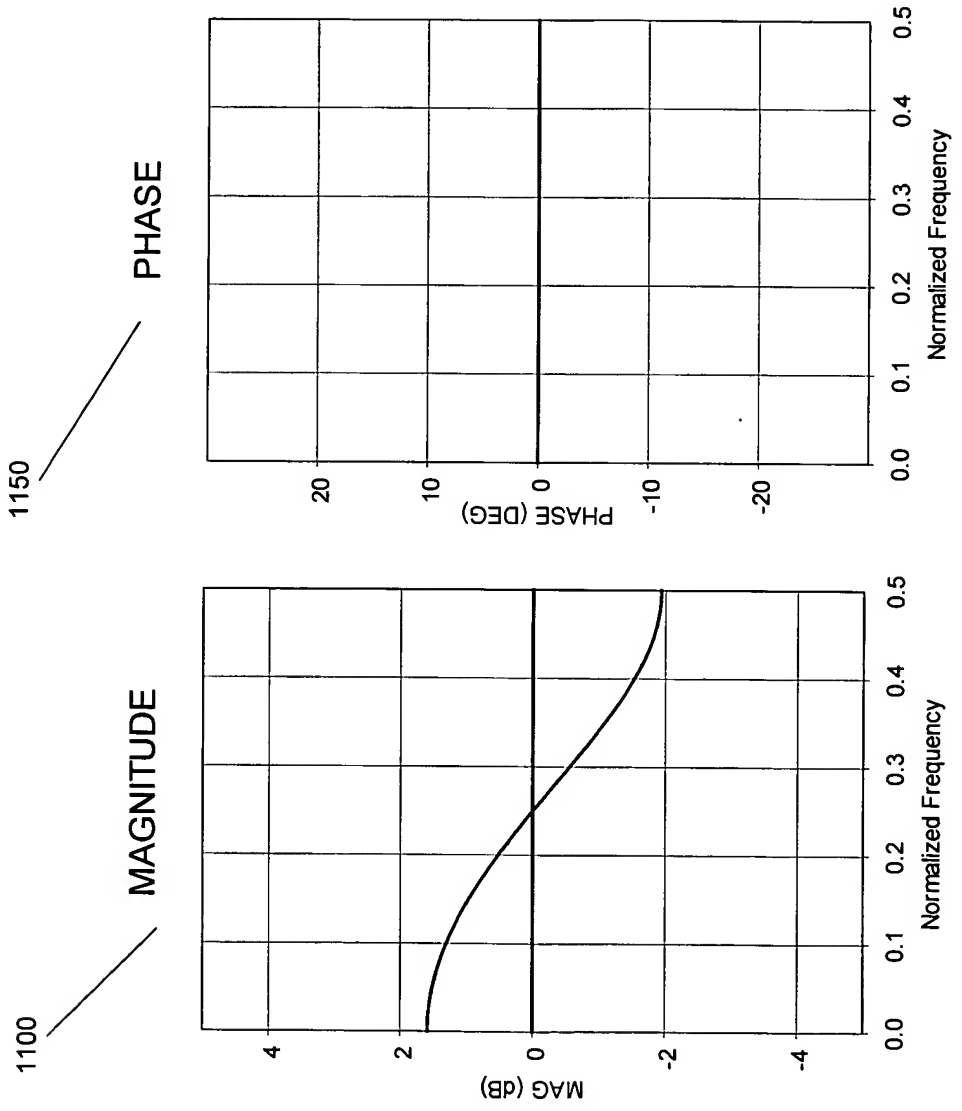 1100
MAGNITUDE
4
2
0
-2
-4
MAG (dB)
0.0 0.1 0.2 0.3 0.4 0.5
Normalized Frequency
1150
PHASE
20
10
0
-10
-20
PHASE (DEG)
0.0 0.1 0.2 0.3 0.4 0.5
Normalized Frequency